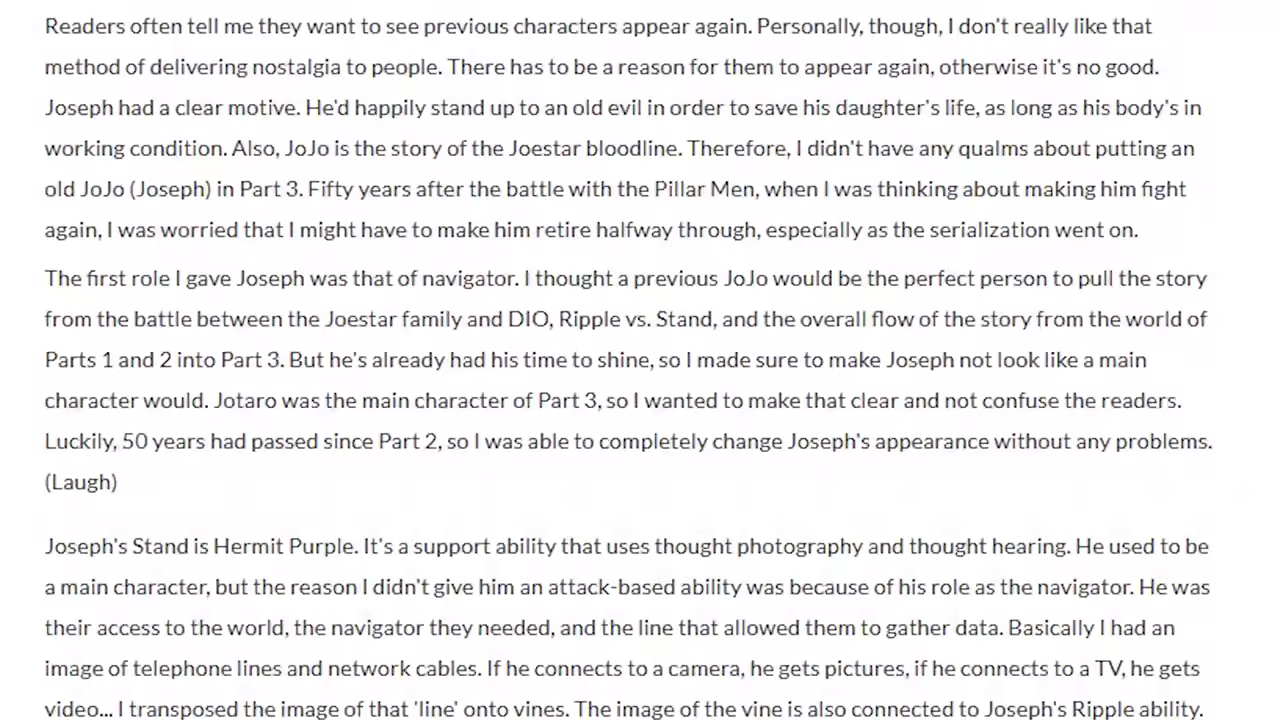 Readers often tell me they want to see previous characters appear again. Personally, though, I don't really like that
method of delivering nostalgia to people. There has to be a reason for them to appear again, otherwise it's no good.
Joseph had a clear motive. He'd happily stand up to an old evil in order to save his daughter's life, as long as his body's in
working condition. Also, JoJo is the story of the Joestar bloodline. Therefore, I didn't have any qualms about putting an
old JoJo (Joseph) in Part 3. Fifty years after the battle with the Pillar Men, when I was thinking about making him fight
again, I was worried that I might have to make him retire halfway through, especially as the serialization went on.
The first role I gave Joseph was that of navigator. I thought a previous JoJo would be the perfect person to pull the story
from the battle between the Joestar family and DIO, Ripple vs. Stand, and the overall flow of the story from the world of
Parts 1 and 2 into Part 3. But he's already had his time to shine, so I made sure to make Joseph not look like a main
character would. Jotaro was the main character of Part 3, so I wanted to make that clear and not confuse the readers.
Luckily, 50 years had passed since Part 2, so I was able to completely change Joseph's appearance without any problems.
(Laugh)
Joseph's Stand is Hermit Purple. It's a support ability that uses thought photography and thought hearing. He used to be
a main character, but the reason I didn't give him an attack-based ability was because of his role as the navigator. He was
their access to the world, the navigator they needed, and the line that allowed them to gather data. Basically I had an
image of telephone lines and network cables. If he connects to a camera, he gets pictures, if he connects to a TV, he gets
video... I transposed the image of that 'line' onto vines. The image of the vine is also connected to Joseph's Ripple ability.